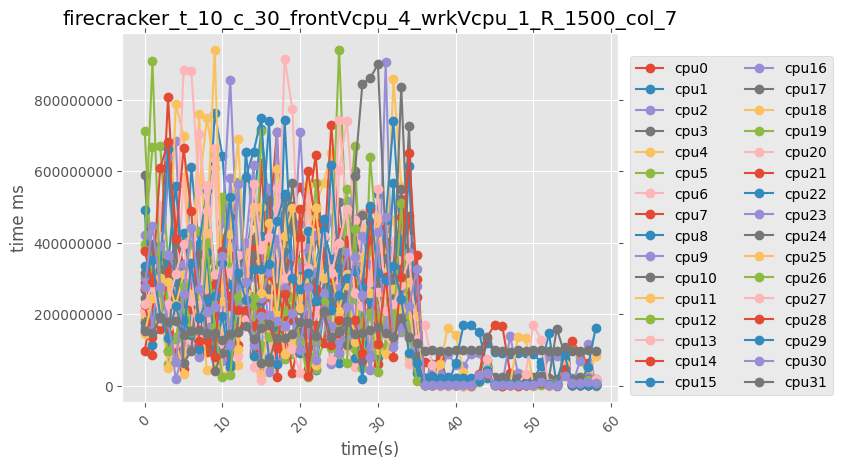 firecracker_t_10_c_30_frontVcpu_4_wrkVcpu_1_R_1500_col_7
800000000
600000000
400000000
200000000
0
time ms
0
10
20
30
40
50
60
time(s)
cpu0
cpu1
cpu2
cpu3
cpu4
cpu5
cpu6
cpu7
cpu8
cpu9
cpu10
cpu11
cpu12
cpu13
cpu14
cpu15
cpu16
cpu17
cpu18
cpu19
cpu20
cpu21
cpu22
cpu23
cpu24
cpu25
cpu26
cpu27
cpu28
cpu29
cpu30
cpu31